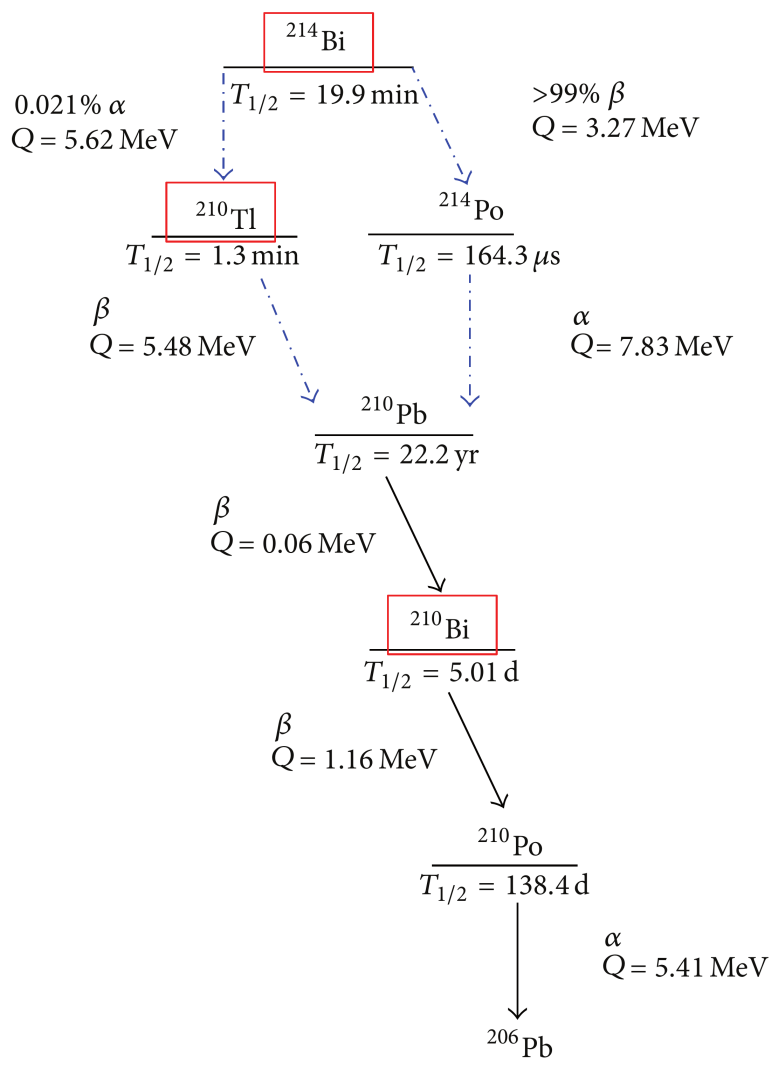 ²¹⁴Bi
T₁/₂ = 19.9 min
0.021% α
Q = 5.62 MeV
>99% β
Q = 3.27 MeV
²¹⁰Tl
T₁/₂ = 1.3 min
²¹⁴Po
T₁/₂ = 164.3 μs
β
Q = 5.48 MeV
α
Q = 7.83 MeV
²¹⁰Pb
T₁/₂ = 22.2 yr
β
Q = 0.06 MeV
²¹⁰Bi
T₁/₂ = 5.01 d
β
Q = 1.16 MeV
²¹⁰Po
T₁/₂ = 138.4 d
α
Q = 5.41 MeV
²⁰⁶Pb